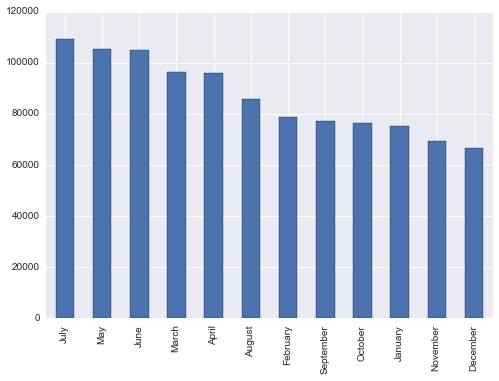 120000
100000
80000
60000
40000
20000
0
July
May
June
March
April
August
February
September
October
January
November
December